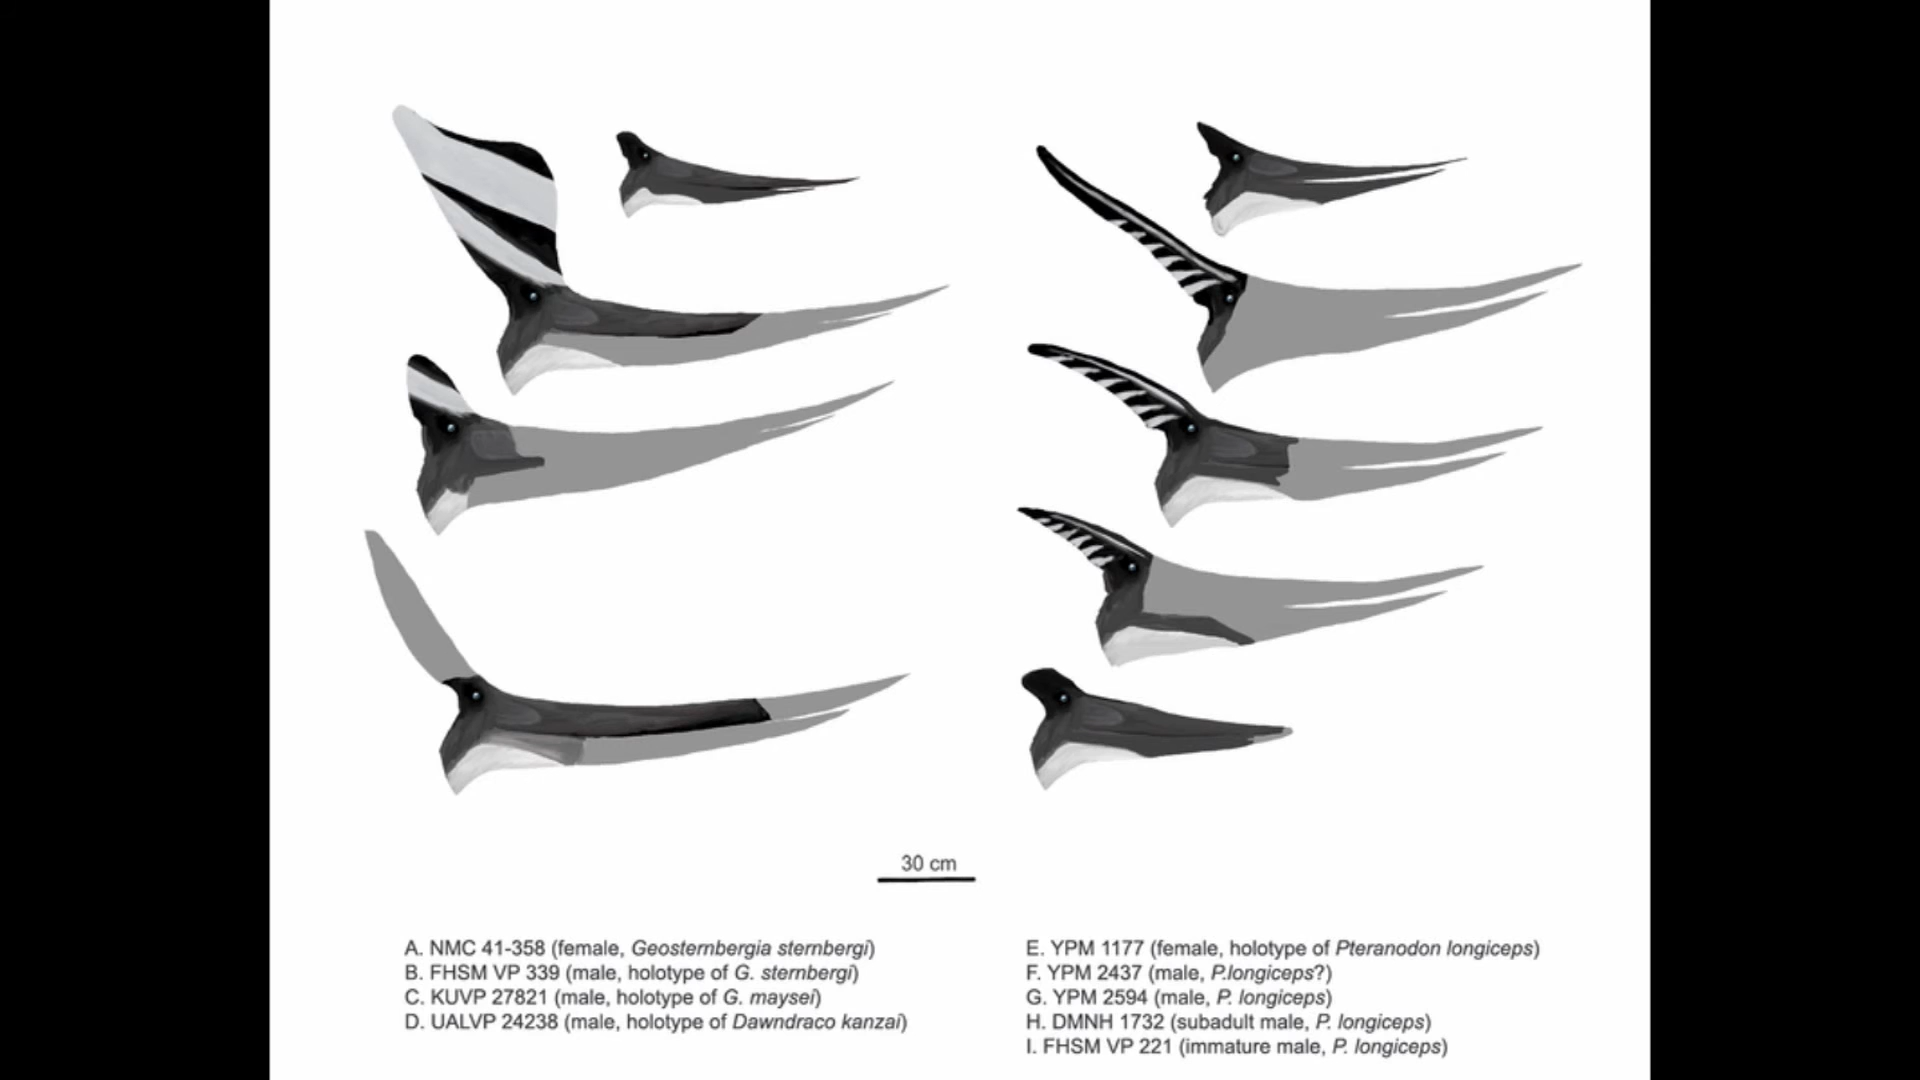 30 cm
A. NMC 41-358 (female, Geosternbergia sternbergi)
B. FHSM VP 339 (male, holotype of G. sternbergi)
C. KUVP 27821 (male, holotype of G. maysei)
D. UALVP 24238 (male, holotype of Dawndraco kanzai)
E. YPM 1177 (female, holotype of Pteranodon longiceps)
F. YPM 2437 (male, P.longiceps?)
G. YPM 2594 (male, P. longiceps)
H. DMNH 1732 (subadult male, P. longiceps)
I. FHSM VP 221 (immature male, P. longiceps)